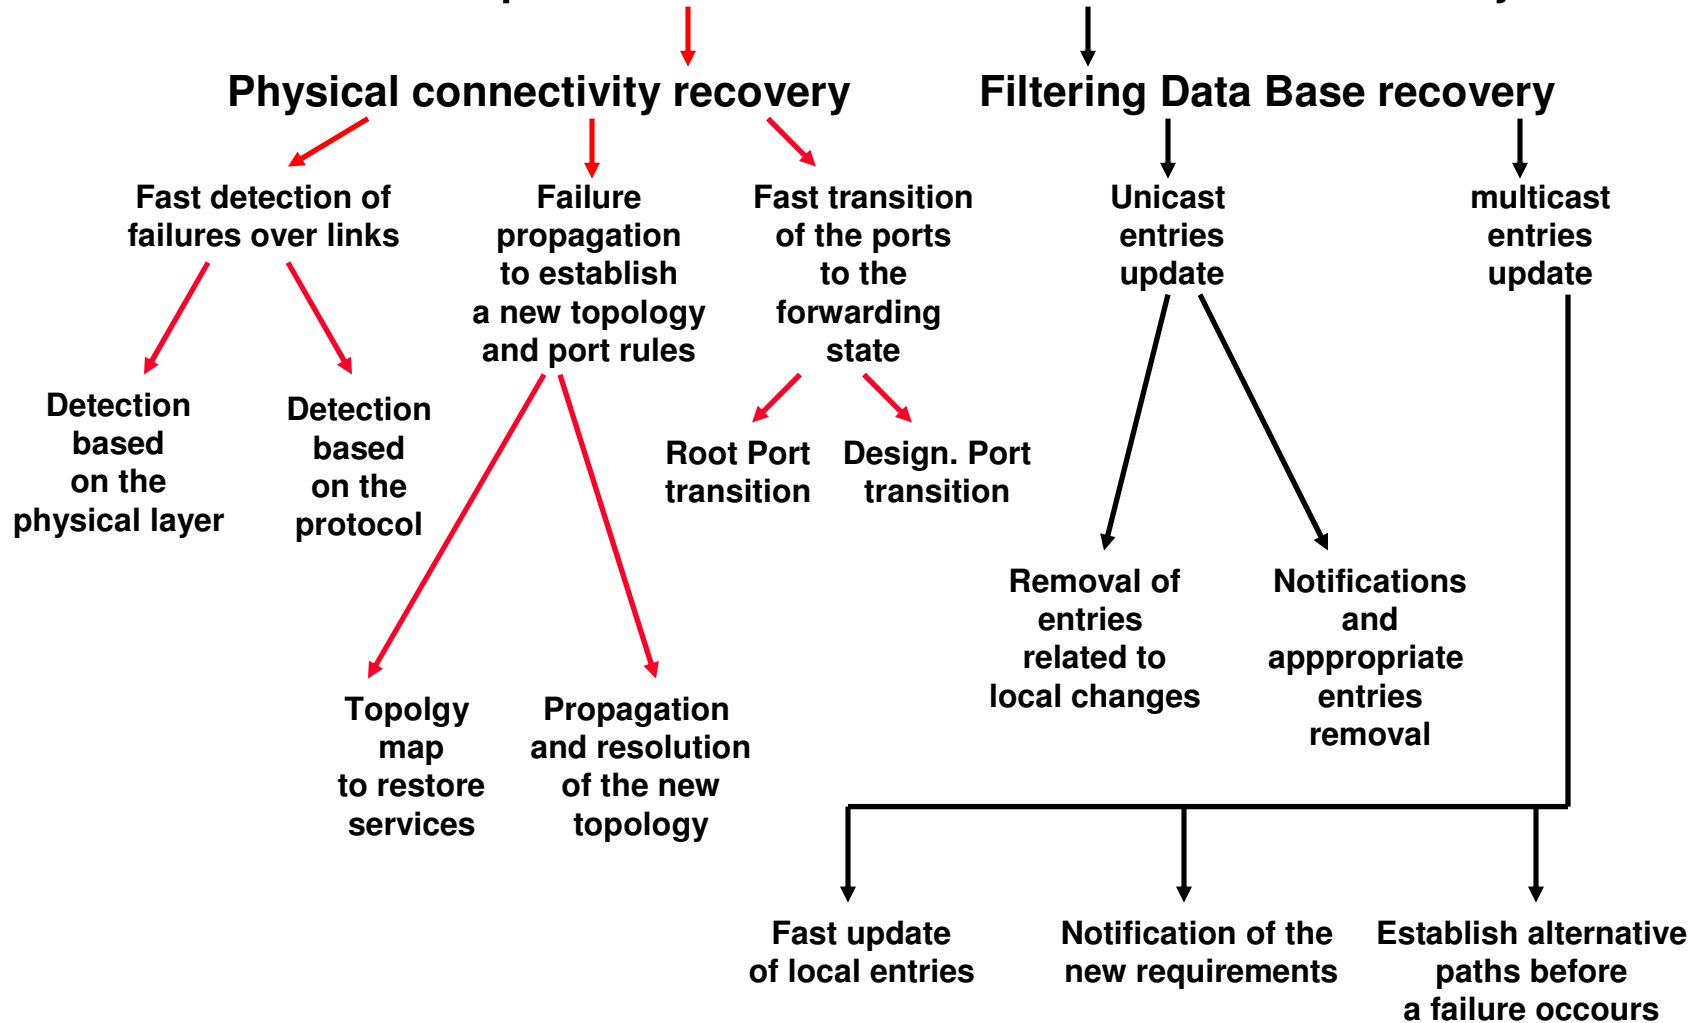 Physical connectivity recovery
Filtering Data Base recovery
Fast detection of
failures over links
Failure
propagation
to establish
a new topology
and port rules
Fast transition
of the ports
to the
forwarding
state
Unicast
entries
update
multicast
entries
update
Detection
based
on the
physical layer
Detection
based
on the
protocol
Root Port
transition
Design. Port
transition
Removal of
entries
related to
local changes
Notifications
and
apppropriate
entries
removal
Topolgy
map
to restore
services
Propagation
and resolution
of the new
topology
Fast update
of local entries
Notification of the
new requirements
Establish alternative
paths before
a failure occours